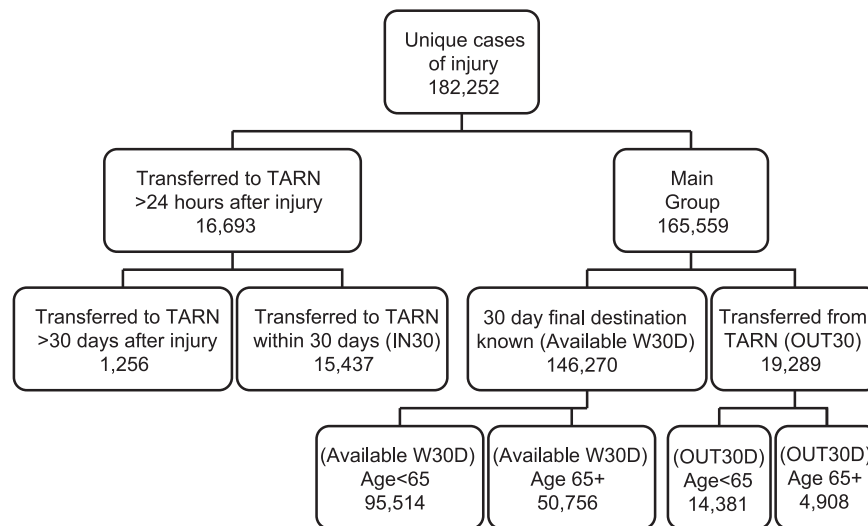 Unique cases
of injury
182,252
Transferred to TARN
>24 hours after injury
16,693
Main
Group
165,559
Transferred to TARN
>30 days after injury
1,256
Transferred to TARN
within 30 days (IN30)
15,437
30 day final destination
known (Available W30D)
146,270
Transferred from
TARN (OUT30)
19,289
(Available W30D)
Age<65
95,514
(Available W30D)
Age 65+
50,756
(OUT30D)
Age<65
14,381
(OUT30D)
Age 65+
4,908